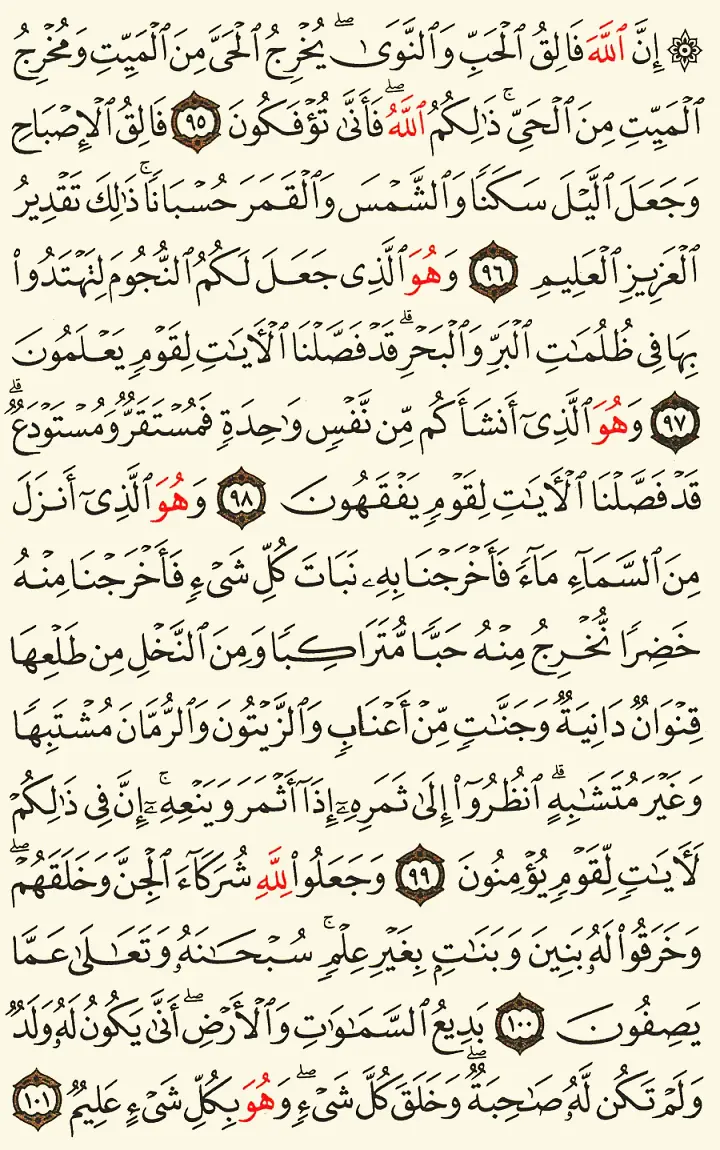 ۞ إِنَّ ٱللَّهَ فَالِقُ ٱلْحَبِّ وَٱلنَّوَىٰ ۖ يُخْرِجُ ٱلْحَىَّ مِنَ ٱلْمَيِّتِ وَمُخْرِجُ
ٱلْمَيِّتِ مِنَ ٱلْحَىِّ ۚ ذَٰلِكُمُ ٱللَّهُ ۖ فَأَنَّىٰ تُؤْفَكُونَ ٩٥ فَالِقُ ٱلْإِصْبَاحِ
وَجَعَلَ ٱلَّيْلَ سَكَنًا وَٱلشَّمْسَ وَٱلْقَمَرَ حُسْبَانًا ۚ ذَٰلِكَ تَقْدِيرُ
ٱلْعَزِيزِ ٱلْعَلِيمِ ٩٦ وَهُوَ ٱلَّذِى جَعَلَ لَكُمُ ٱلنُّجُومَ لِتَهْتَدُوا۟
بِهَا فِى ظُلُمَٰتِ ٱلْبَرِّ وَٱلْبَحْرِ ۗ قَدْ فَصَّلْنَا ٱلْءَايَٰتِ لِقَوْمٍ يَعْلَمُونَ
٩٧ وَهُوَ ٱلَّذِىٓ أَنشَأَكُم مِّن نَّفْسٍ وَٰحِدَةٍ فَمُسْتَقَرٌّ وَمُسْتَوْدَعٌ ۗ
قَدْ فَصَّلْنَا ٱلْءَايَٰتِ لِقَوْمٍ يَفْقَهُونَ ٩٨ وَهُوَ ٱلَّذِىٓ أَنزَلَ
مِنَ ٱلسَّمَآءِ مَآءً فَأَخْرَجْنَا بِهِۦ نَبَاتَ كُلِّ شَىْءٍ فَأَخْرَجْنَا مِنْهُ
خَضِرًا نُّخْرِجُ مِنْهُ حَبًّا مُّتَرَاكِبًا وَمِنَ ٱلنَّخْلِ مِن طَلْعِهَا
قِنْوَانٌ دَانِيَةٌ وَجَنَّٰتٍ مِّنْ أَعْنَابٍ وَٱلزَّيْتُونَ وَٱلرُّمَّانَ مُشْتَبِهًا
وَغَيْرَ مُتَشَٰبِهٍ ۗ ٱنظُرُوٓا۟ إِلَىٰ ثَمَرِهِۦٓ إِذَآ أَثْمَرَ وَيَنْعِهِۦٓ ۚ إِنَّ فِى ذَٰلِكُمْ
لَءَايَٰتٍ لِّقَوْمٍ يُؤْمِنُونَ ٩٩ وَجَعَلُوا۟ لِلَّهِ شُرَكَآءَ ٱلْجِنَّ وَخَلَقَهُمْ ۖ
وَخَرَقُوا۟ لَهُۥ بَنِينَ وَبَنَٰتٍۭ بِغَيْرِ عِلْمٍ ۚ سُبْحَٰنَهُۥ وَتَعَٰلَىٰ عَمَّا
يَصِفُونَ ١٠٠ بَدِيعُ ٱلسَّمَٰوَٰتِ وَٱلْأَرْضِ ۖ أَنَّىٰ يَكُونُ لَهُۥ وَلَدٌ
وَلَمْ تَكُن لَّهُۥ صَٰحِبَةٌ ۖ وَخَلَقَ كُلَّ شَىْءٍ ۖ وَهُوَ بِكُلِّ شَىْءٍ عَلِيمٌ ١٠١